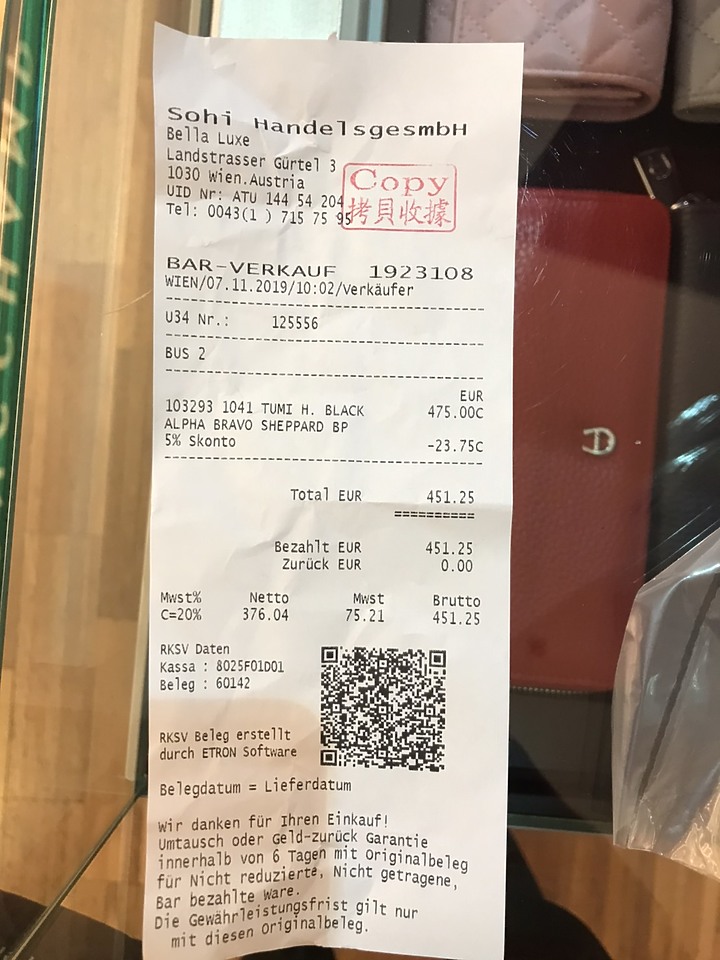 Sohi HandelsgesmbH
Bella Luxe
Landstrasser Gürtel 3
1030 Wien.Austria
UID Nr: ATU 144 54 204
Tel: 0043(1 ) 715 75 95
Copy
拷貝收據
BAR-VERKAUF 1923108
WIEN/07.11.2019/10:02/Verkäufer
U34 Nr.: 125556
BUS 2
EUR
103293 1041 TUMI H. BLACK 475.00C
ALPHA BRAVO SHEPPARD BP
5% Skonto -23.75C
Total EUR 451.25
==========
Bezahlt EUR 451.25
Zurück EUR 0.00
Mwst% Netto Mwst Brutto
C=20% 376.04 75.21 451.25
RKSV Daten
Kassa : 8025F01D01
Beleg : 60142
RKSV Beleg erstellt
durch ETRON Software
Belegdatum = Lieferdatum
Wir danken für Ihren Einkauf!
Umtausch oder Geld-zurück Garantie
innerhalb von 6 Tagen mit Originalbeleg
für Nicht reduzierte, Nicht getragene,
Bar bezahlte Ware.
Die Gewährleistungsfrist gilt nur
mit diesen Originalbeleg.